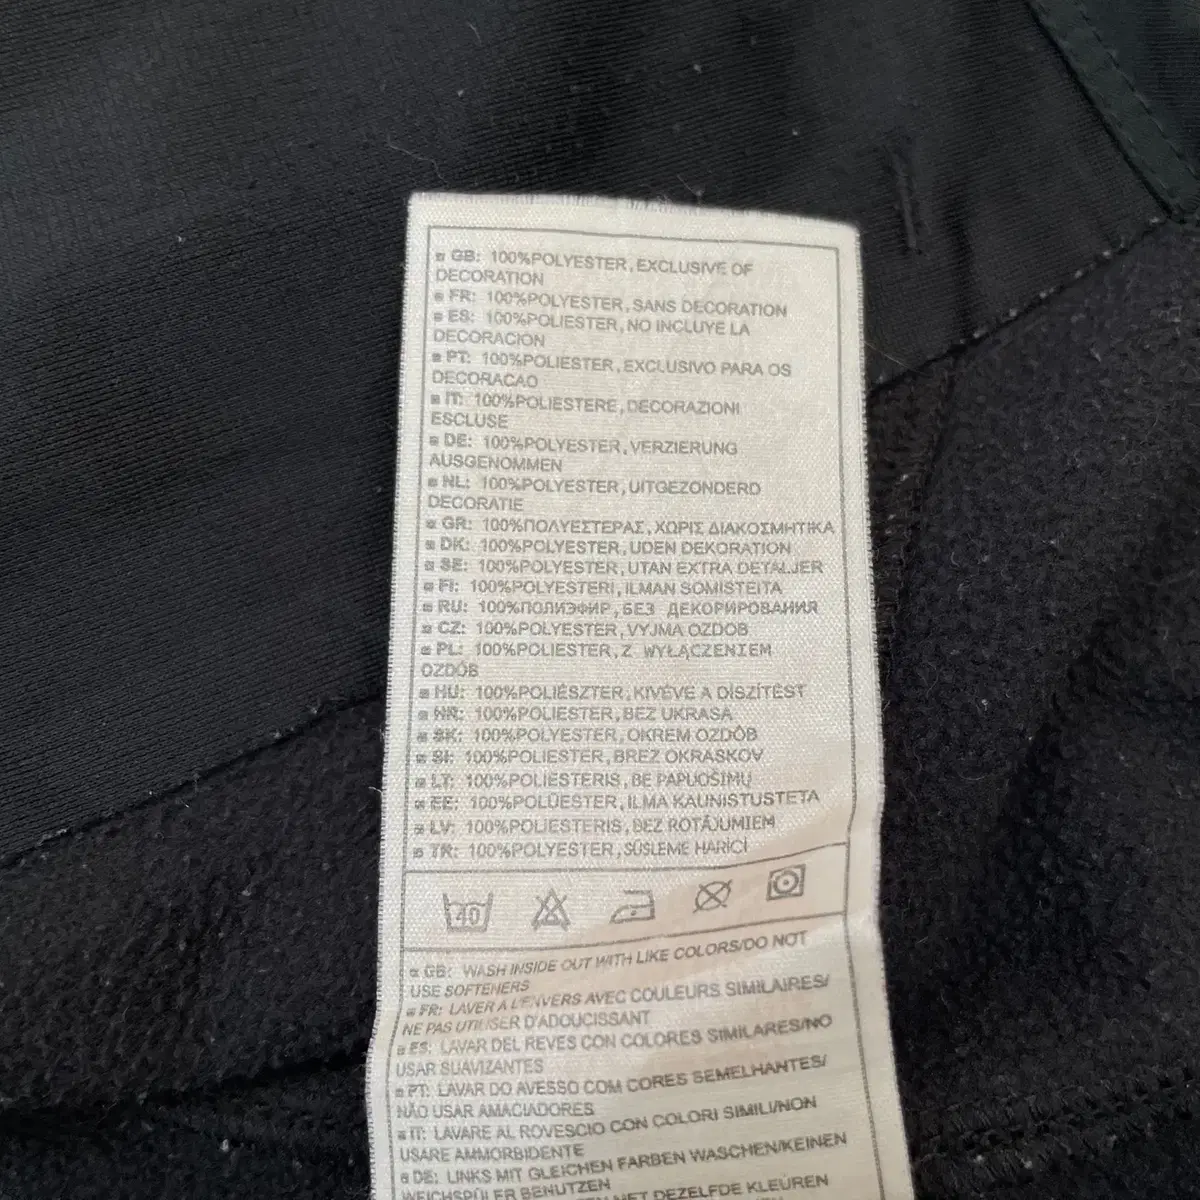 GB: 100%POLYESTER, EXCLUSIVE OF
DECORATION
FR: 100%POLYESTER, SANS DECORATION
ES: 100%POLIESTER, NO INCLUYE LA
DECORACION
PT: 100%POLIESTER, EXCLUSIVO PARA OS
DECORACAO
IT: 100%POLIESTERE, DECORAZIONI
ESCLUSE
DE: 100%POLYESTER, VERZIERUNG
AUSGENOMMEN
NL: 100%POLYESTER, UITGEZONDERD
DECORATIE
GR: 100%ΠΟΛΥΕΣΤΕΡΑΣ, ΧΩΡΙΣ ΔΙΑΚΟΣΜΗΤΙΚΑ
DK: 100%POLYESTER, UDEN DEKORATION
SE: 100%POLYESTER, UTAN EXTRA DETALJER
FI: 100%POLYESTERI, ILMAN SOMISTEITA
RU: 100%ПОЛИЭФИР, БЕЗ ДЕКОРИРОВАНИЯ
CZ: 100%POLYESTER, VYJMA OZDOB
PL: 100%POLIESTER, Z WYŁĄCZENIEM
OZDÓB
HU: 100%POLIÉSZTER, KIVÉVE A DÍSZÍTÉST
HR: 100%POLIESTER, BEZ UKRASA
SK: 100%POLYESTER, OKREM OZDÔB
SI: 100%POLIESTER, BREZ OKRASKOV
LT: 100%POLIESTERIS, BE PAPUOŠIMŲ
EE: 100%POLÜESTER, ILMA KAUNISTUSTETA
LV: 100%POLIESTERIS, BEZ ROTĀJUMIEM
TR: 100%POLYESTER, SÜSLEME HARİCİ
40
GB: WASH INSIDE OUT WITH LIKE COLORS/DO NOT
USE SOFTENERS
FR: LAVER A L'ENVERS AVEC COULEURS SIMILAIRES/
NE PAS UTILISER D'ADOUCISSANT
ES: LAVAR DEL REVES CON COLORES SIMILARES/NO
USAR SUAVIZANTES
PT: LAVAR DO AVESSO COM CORES SEMELHANTES/
NÃO USAR AMACIADORES
IT: LAVARE AL ROVESCIO CON COLORI SIMILI/NON
USARE AMMORBIDENTE
DE: LINKS MIT GLEICHEN FARBEN WASCHEN/KEINEN
WEICHSPÜLER BENUTZEN
MET DEZELFDE KLEUREN